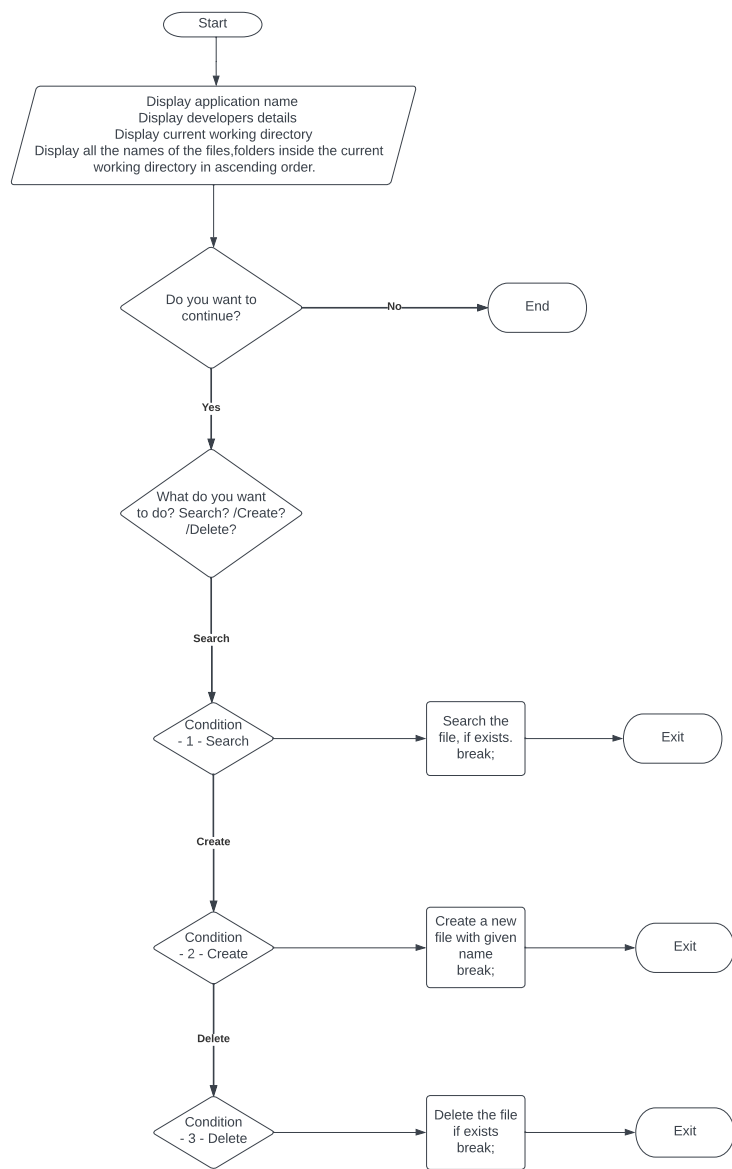 Start
Display application name
Display developers details
Display current working directory
Display all the names of the files,folders inside the current
working directory in ascending order.
Do you want to
continue?
No
End
Yes
What do you want
to do? Search? /Create?
/Delete?
Search
Condition
- 1 - Search
Search the
file, if exists.
break;
Exit
Create
Condition
- 2 - Create
Create a new
file with given
name
break;
Exit
Delete
Condition
- 3 - Delete
Delete the file
if exists
break;
Exit